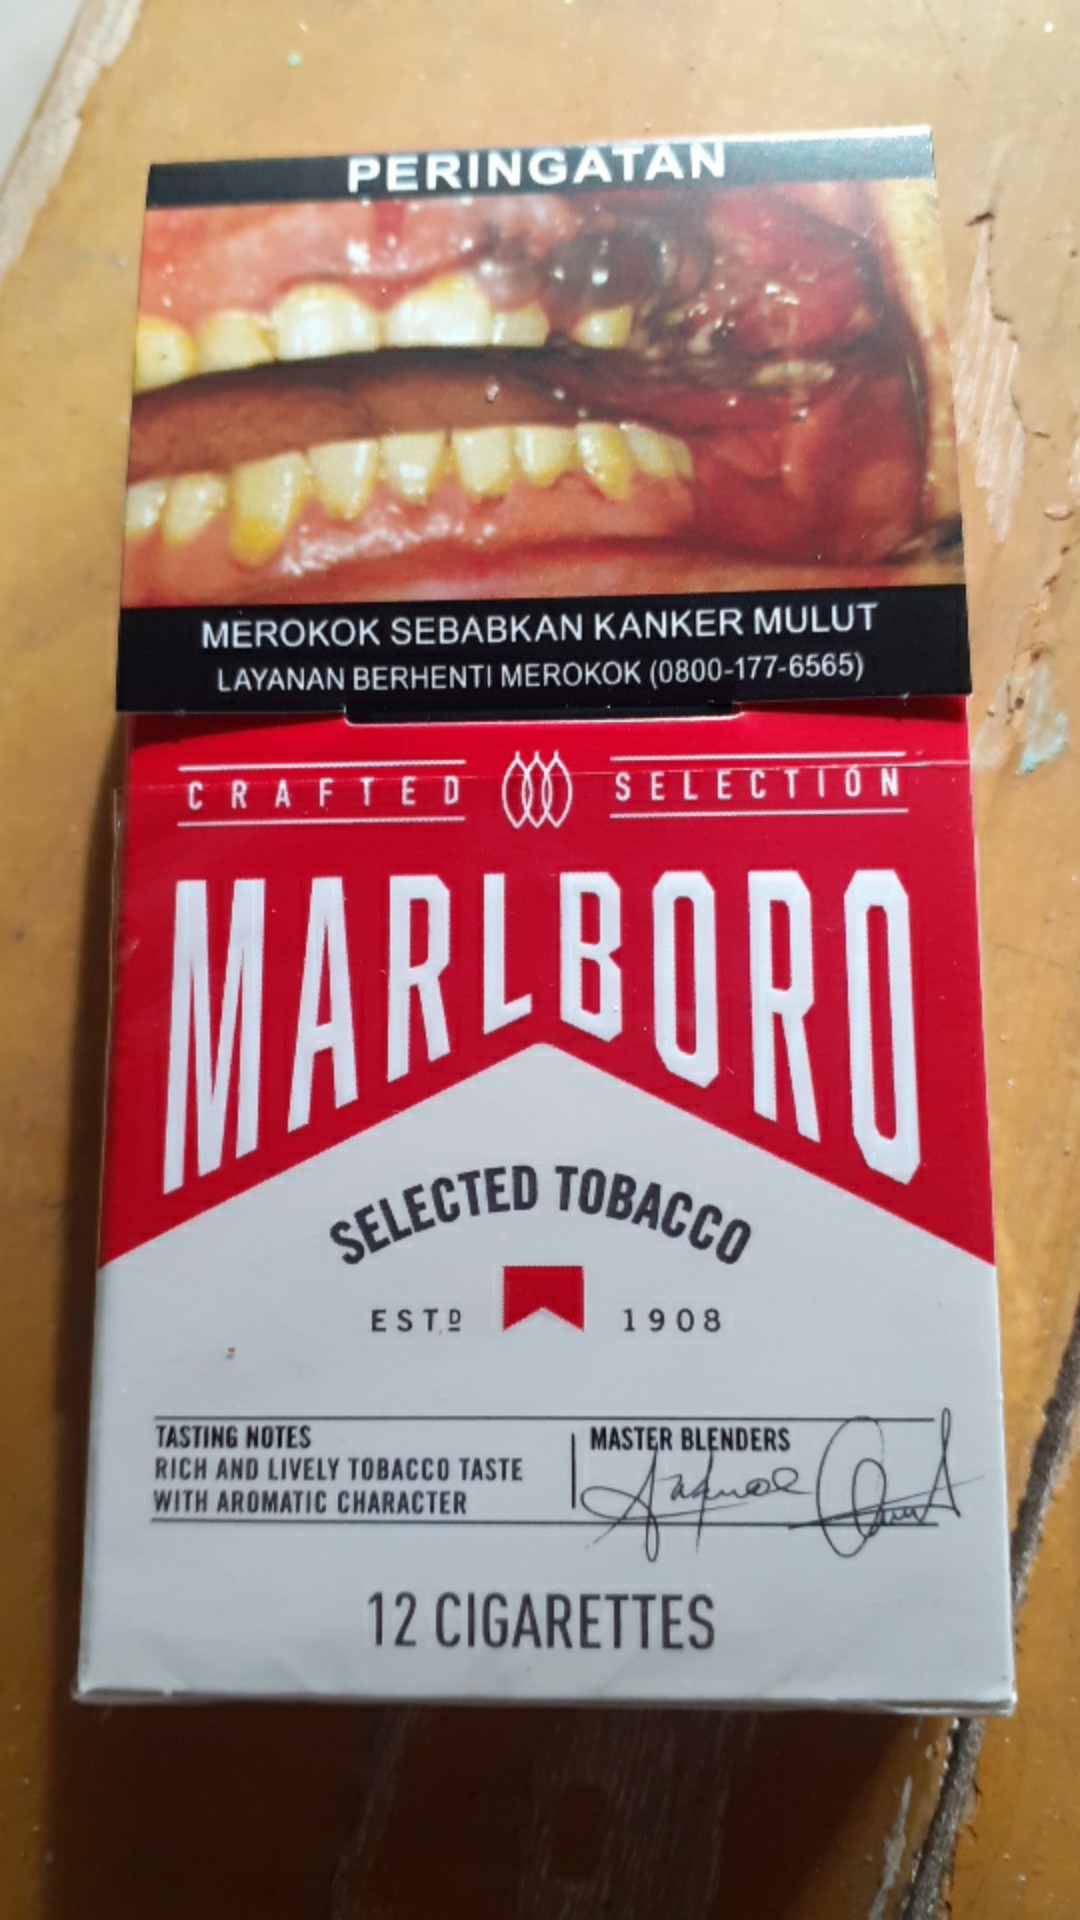 PERINGATAN
MEROKOK SEBABKAN KANKER MULUT
LAYANAN BERHENTI MEROKOK (0800-177-6565)
CRAFTED SELECTION
MARLBORO
SELECTED TOBACCO
ESTD 1908
TASTING NOTES
RICH AND LIVELY TOBACCO TASTE
WITH AROMATIC CHARACTER
MASTER BLENDERS
12 CIGARETTES